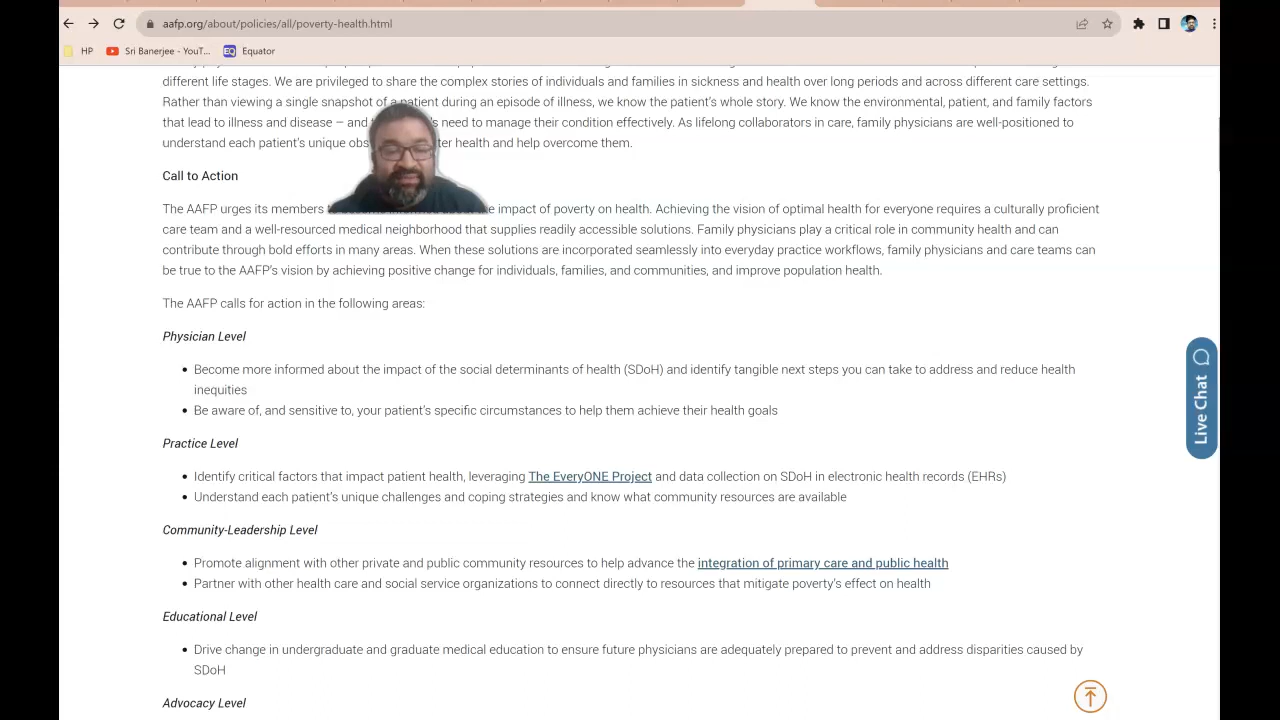 aafp.org/about/policies/all/poverty-health.html
HP Sri Banerjee - YouT... EQ Equator
different life stages. We are privileged to share the complex stories of individuals and families in sickness and health over long periods and across different care settings.
Rather than viewing a single snapshot of a patient during an episode of illness, we know the patient's whole story. We know the environmental, patient, and family factors
that lead to illness and disease – and need to manage their condition effectively. As lifelong collaborators in care, family physicians are well-positioned to
understand each patient's unique health and help overcome them.
Call to Action
The AAFP urges its members impact of poverty on health. Achieving the vision of optimal health for everyone requires a culturally proficient
care team and a well-resourced medical neighborhood that supplies readily accessible solutions. Family physicians play a critical role in community health and can
contribute through bold efforts in many areas. When these solutions are incorporated seamlessly into everyday practice workflows, family physicians and care teams can
be true to the AAFP's vision by achieving positive change for individuals, families, and communities, and improve population health.
The AAFP calls for action in the following areas:
Physician Level
• Become more informed about the impact of the social determinants of health (SDoH) and identify tangible next steps you can take to address and reduce health
inequities
• Be aware of, and sensitive to, your patient's specific circumstances to help them achieve their health goals
Practice Level
• Identify critical factors that impact patient health, leveraging The EveryONE Project and data collection on SDoH in electronic health records (EHRs)
• Understand each patient's unique challenges and coping strategies and know what community resources are available
Community-Leadership Level
• Promote alignment with other private and public community resources to help advance the integration of primary care and public health
• Partner with other health care and social service organizations to connect directly to resources that mitigate poverty's effect on health
Educational Level
• Drive change in undergraduate and graduate medical education to ensure future physicians are adequately prepared to prevent and address disparities caused by
SDoH
Advocacy Level
Live Chat